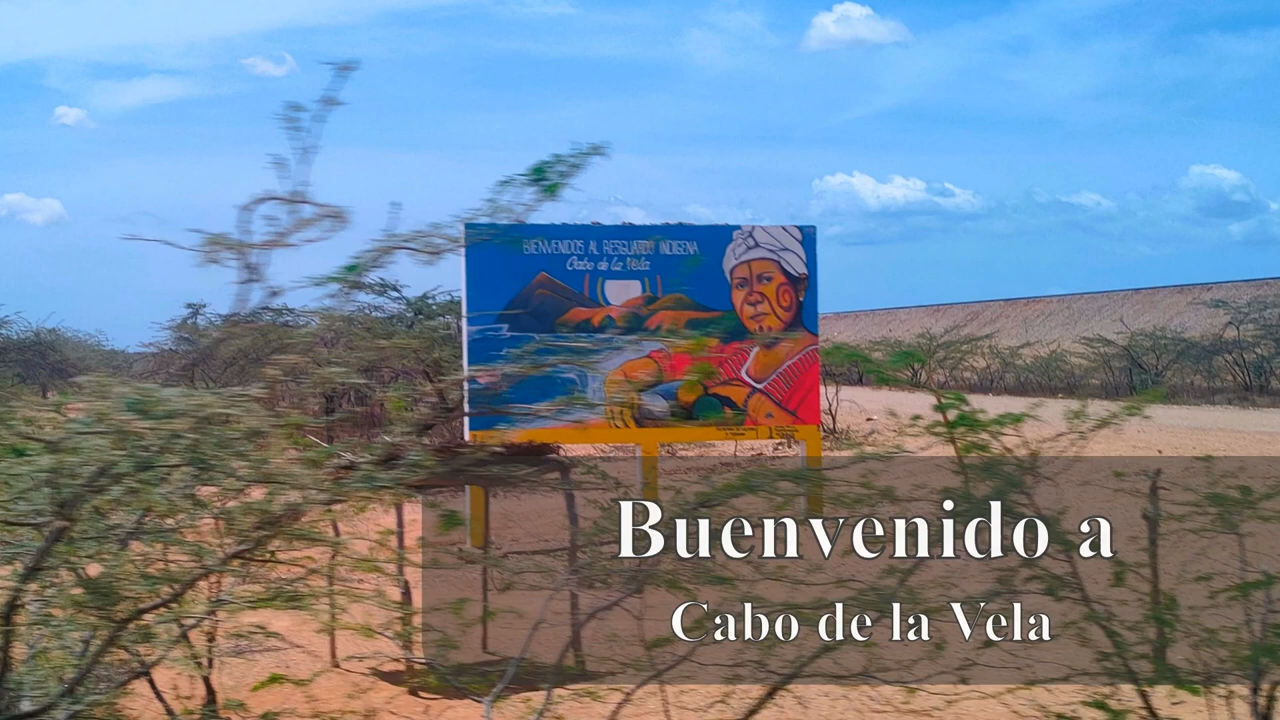 BIENVENIDOS AL RESGUARDO INDIGENA
Cabo de la Vela
Buenvenido a
Cabo de la Vela